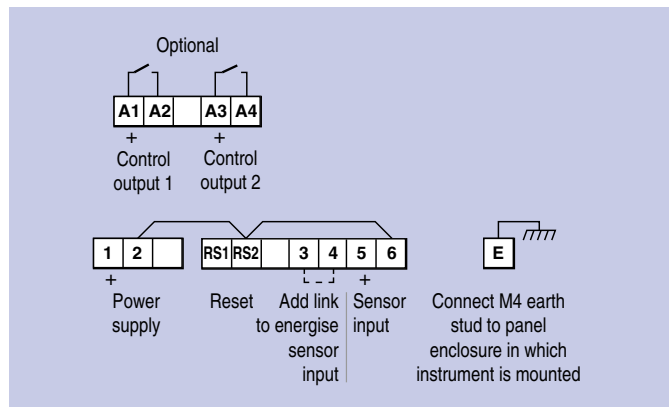 Optional
A1 A2 A3 A4
+ +
Control Control
output 1 output 2
1 2 RS1 RS2 3 4 5 6 E
+ +
Power Reset Add link Sensor Connect M4 earth
supply to energise input stud to panel
sensor enclosure in which
input instrument is mounted